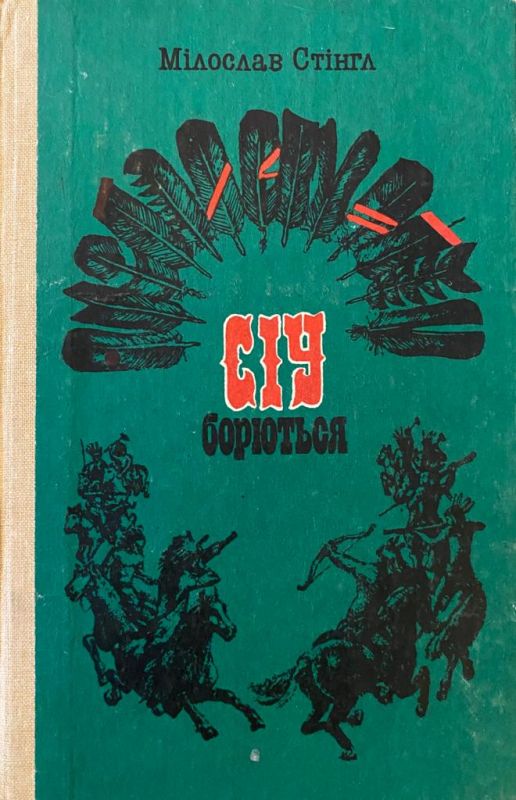 Мілослав Стінгл
СІУ
борються